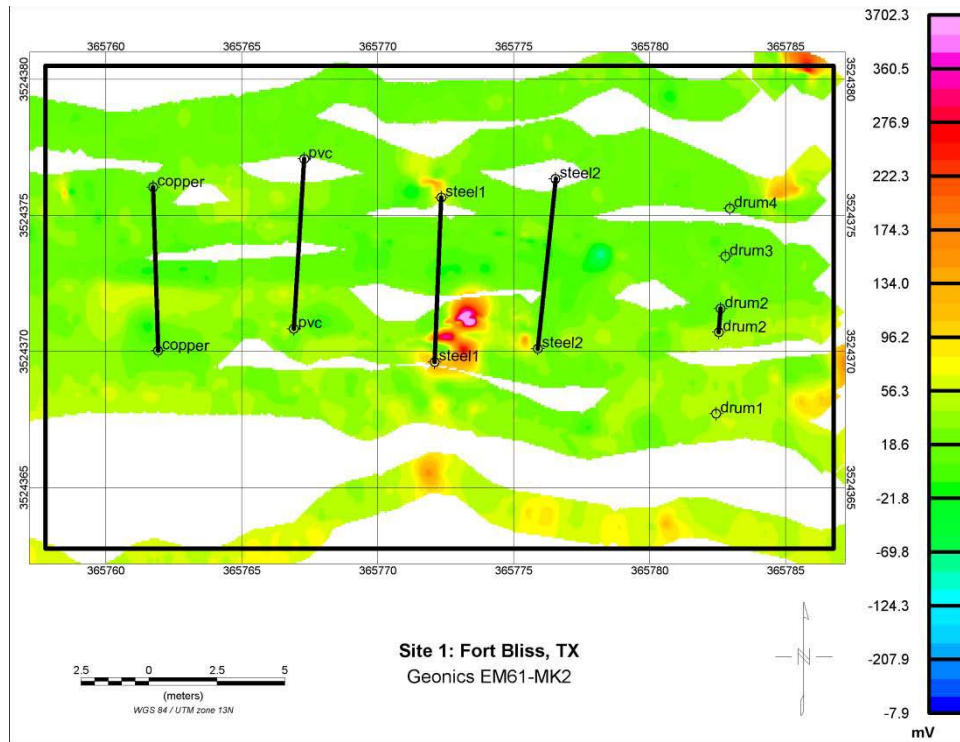 3702.3
365760 365765 365770 365775 365780 365785
3524380 3524380
360.5
276.9
pvc
copper steel1 steel2
222.3
drum4
3524375 3524375
174.3
drum3
134.0
drum2
pvc drum2
96.2
copper steel1 steel2
3524370 3524370
56.3
drum1
18.6
3524365 3524365
-21.8
-69.8
365760 365765 365770 365775 365780 365785
-124.3
Site 1: Fort Bliss, TX
Geonics EM61-MK2
N
2.5 0 2.5 5
(meters)
WGS 84 / UTM zone 13N
-207.9
-7.9
mV